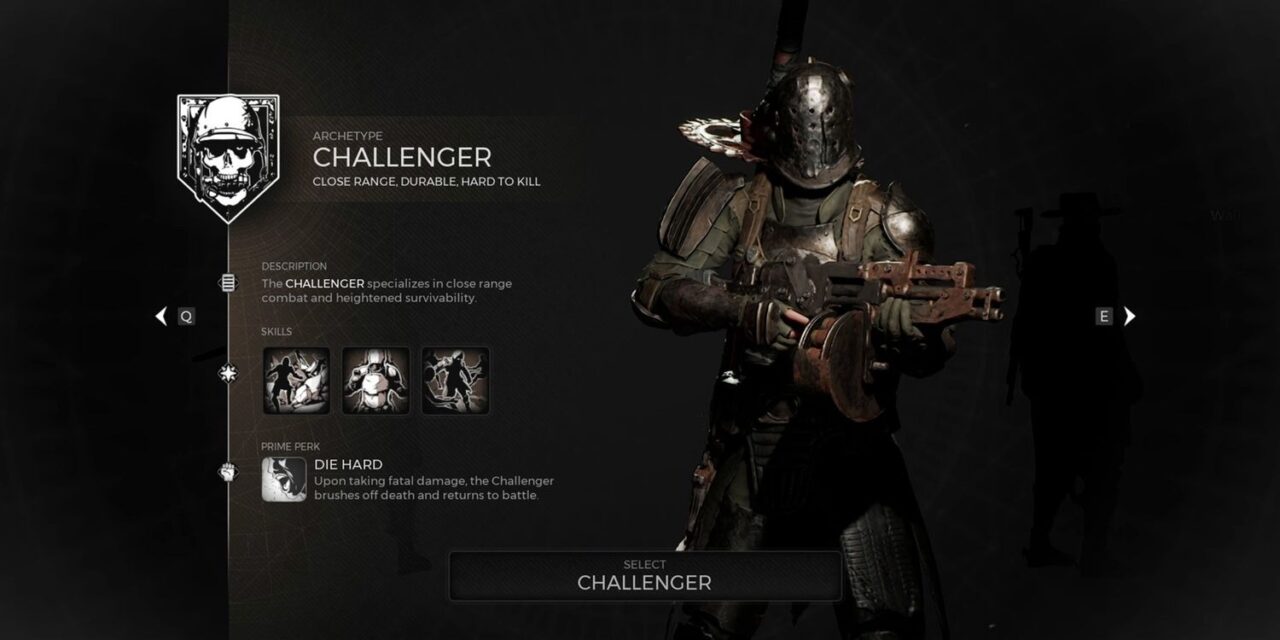 ARCHETYPE
CHALLENGER
CLOSE RANGE, DURABLE, HARD TO KILL
DESCRIPTION
The CHALLENGER specializes in close range
combat and heightened survivability.
Q
E
SKILLS
PRIME PERK
DIE HARD
Upon taking fatal damage, the Challenger
brushes off death and returns to battle.
SELECT
CHALLENGER